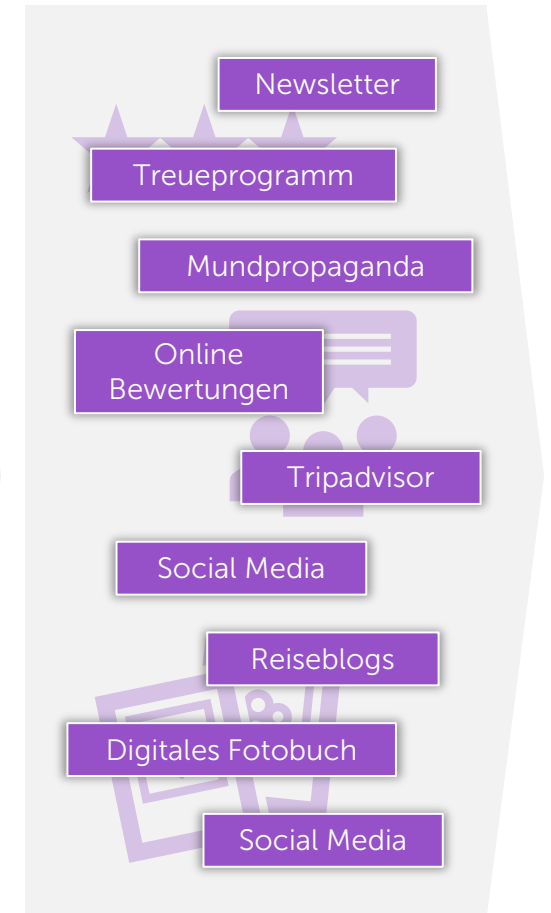 Newsletter
Treueprogramm
Mundpropaganda
Online
Bewertungen
Tripadvisor
Social Media
Reiseblogs
Digitales Fotobuch
Social Media